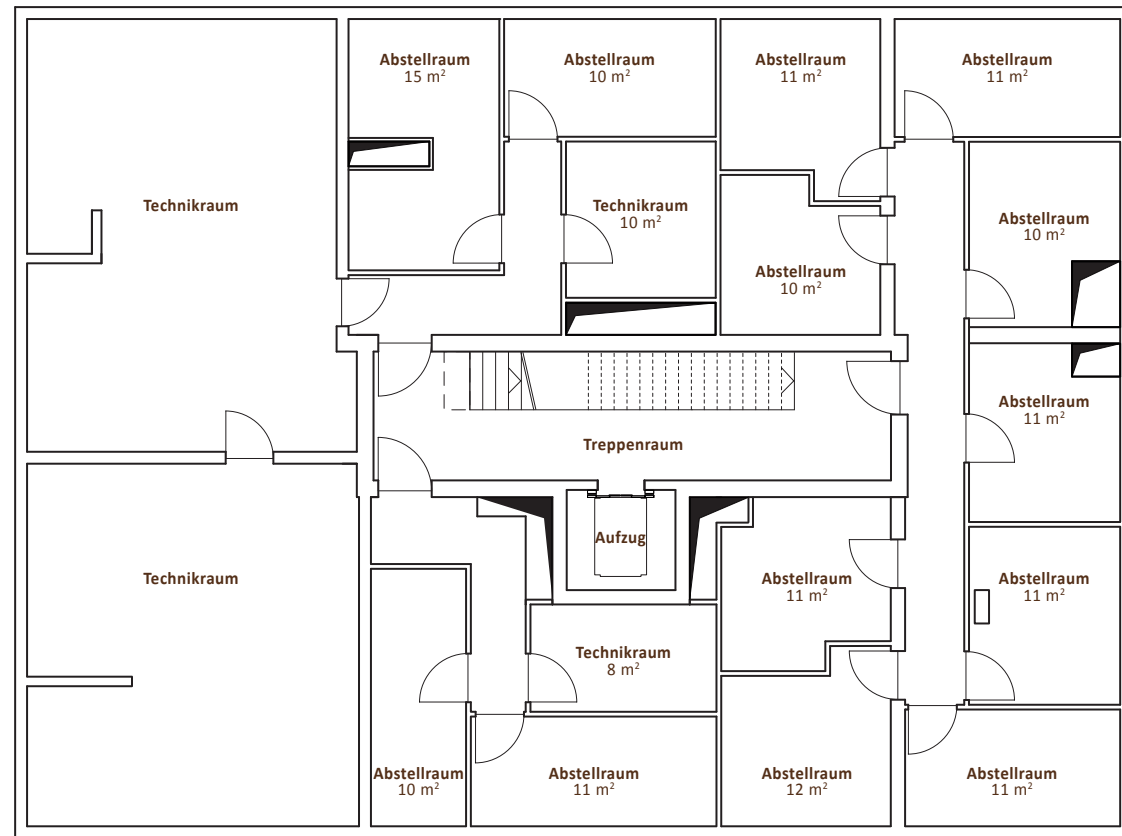 Abstellraum
15 m²
Abstellraum
10 m²
Abstellraum
11 m²
Abstellraum
11 m²
Technikraum
Technikraum
10 m²
Abstellraum
10 m²
Abstellraum
10 m²
Abstellraum
11 m²
Treppenraum
Aufzug
Technikraum
Abstellraum
11 m²
Abstellraum
11 m²
Technikraum
8 m²
Abstellraum
10 m²
Abstellraum
11 m²
Abstellraum
12 m²
Abstellraum
11 m²